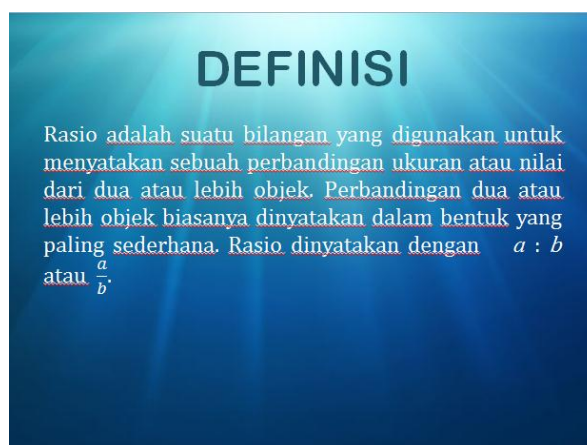 DEFINISI
Rasio adalah suatu bilangan yang digunakan untuk
menyatakan sebuah perbandingan ukuran atau nilai
dari dua atau lebih objek. Perbandingan dua atau
lebih objek biasanya dinyatakan dalam bentuk yang
paling sederhana. Rasio dinyatakan dengan a : b
atau a/b.